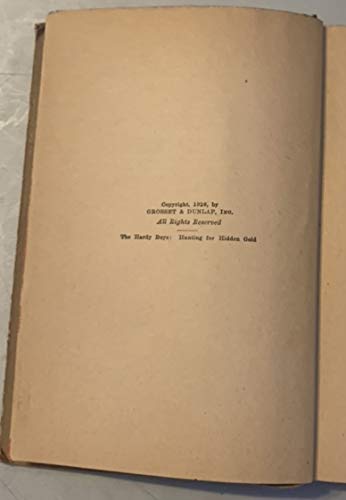 Copyright, 1928, by
GROSSET & DUNLAP, Inc.
All Rights Reserved
The Hardy Boys: Hunting for Hidden Gold